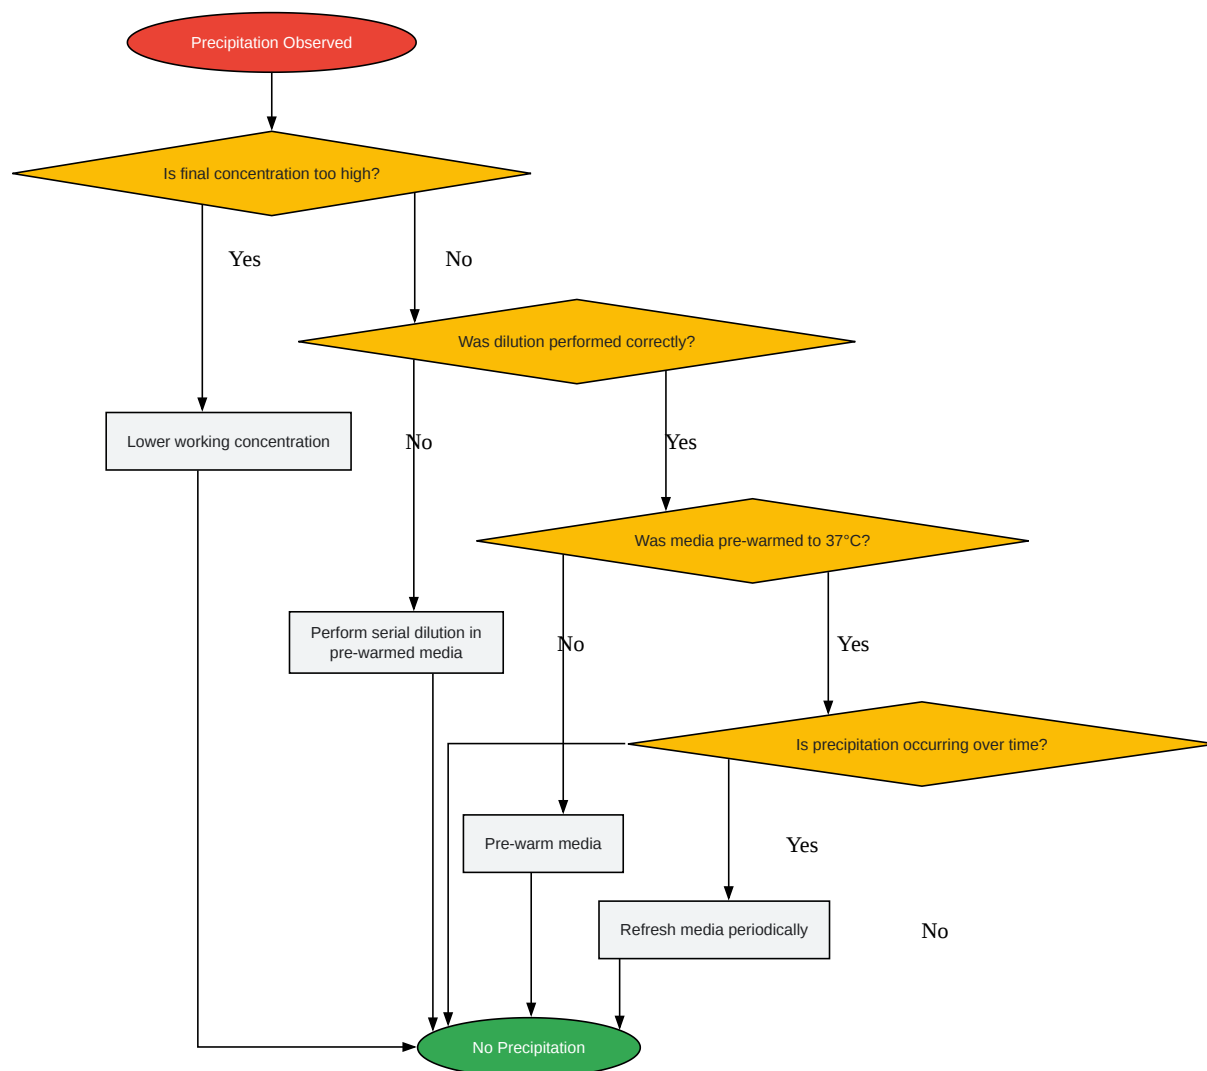 Precipitation Observed
Is final concentration too high?
Yes
No
Was dilution performed correctly?
Lower working concentration
No
Yes
Was media pre-warmed to 37°C?
Perform serial dilution in
pre-warmed media
No
Yes
Is precipitation occurring over time?
Pre-warm media
Yes
Refresh media periodically
No
No Precipitation